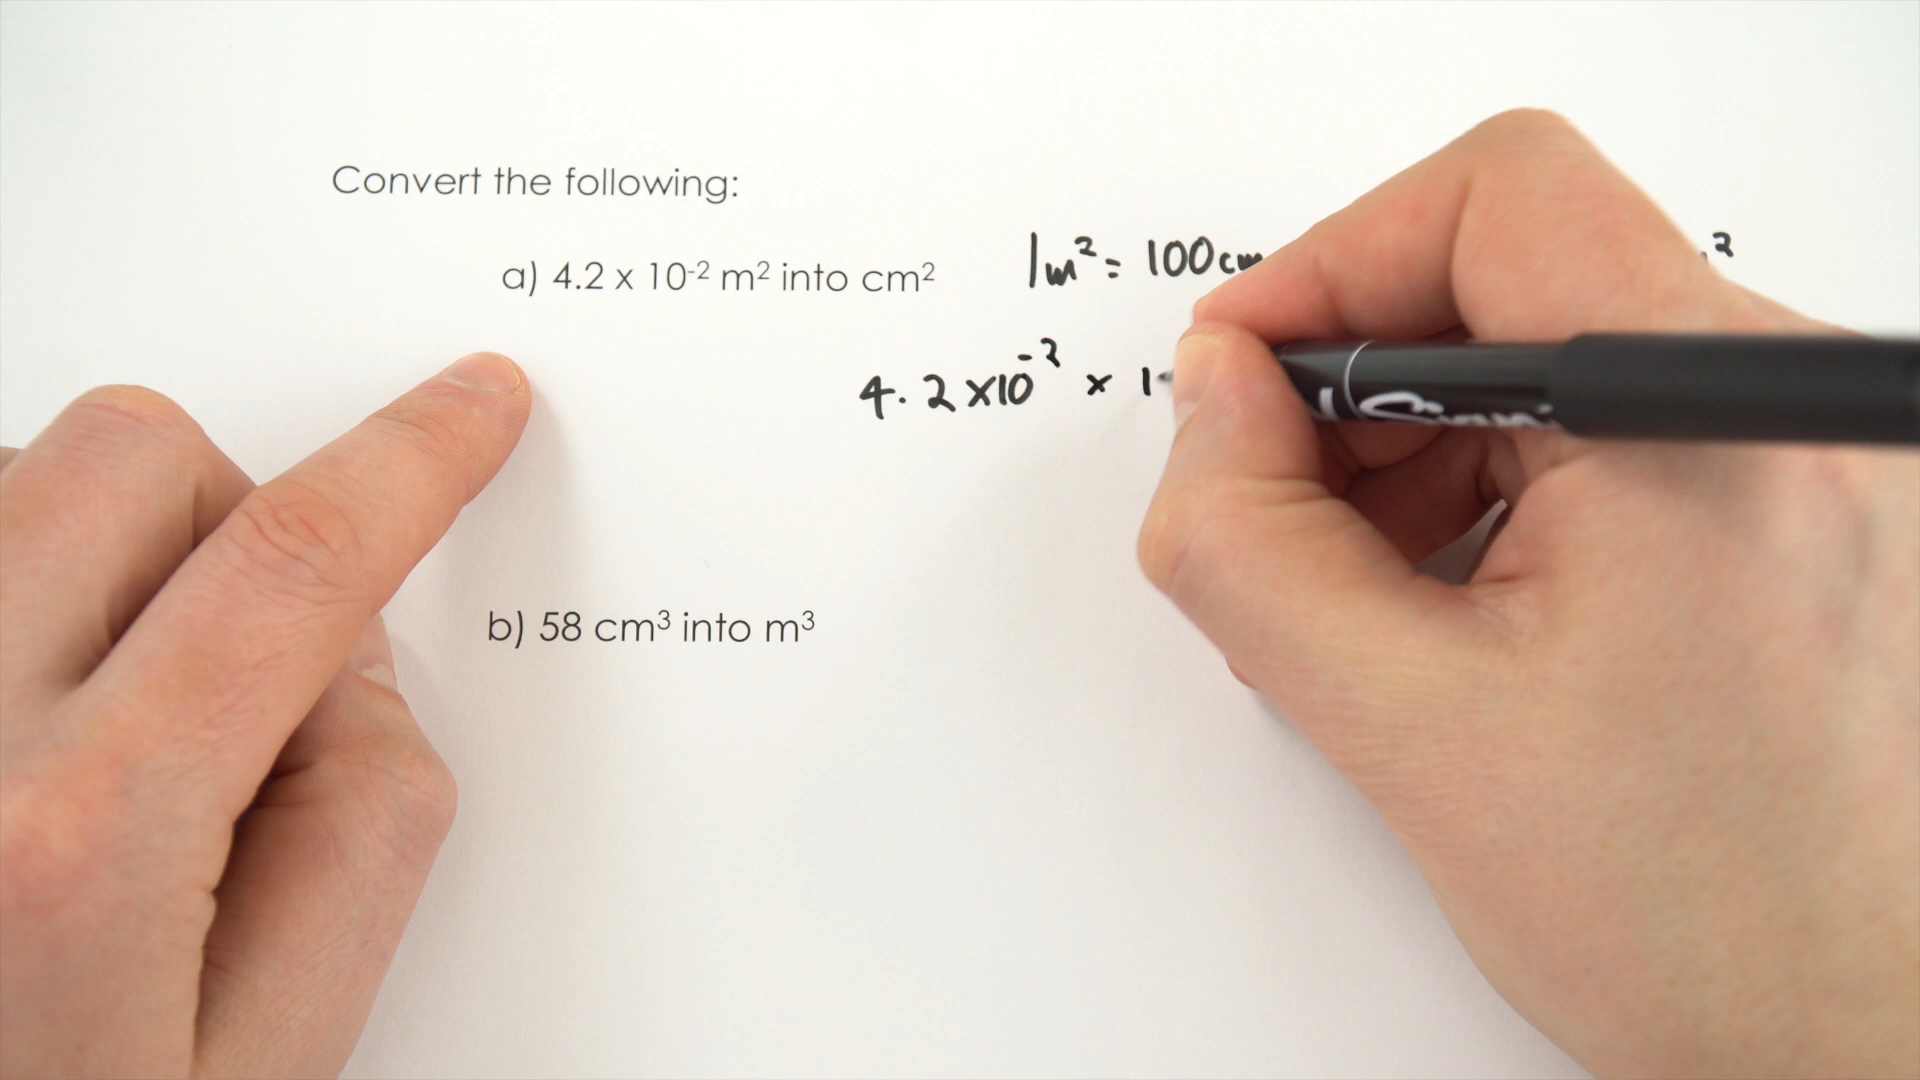 Convert the following:
a) 4.2 x 10⁻² m² into cm²
1m² = 100cm
4.2 ×10⁻² × 1
b) 58 cm³ into m³